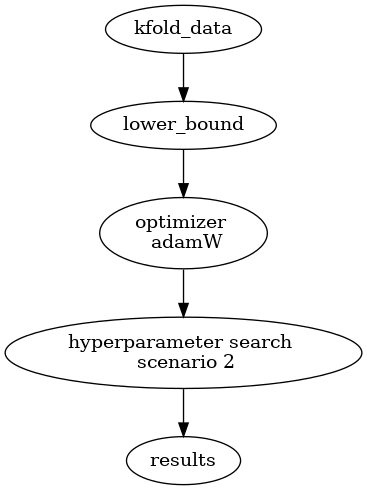 kfold_data
lower_bound
optimizer
adamW
hyperparameter search
scenario 2
results